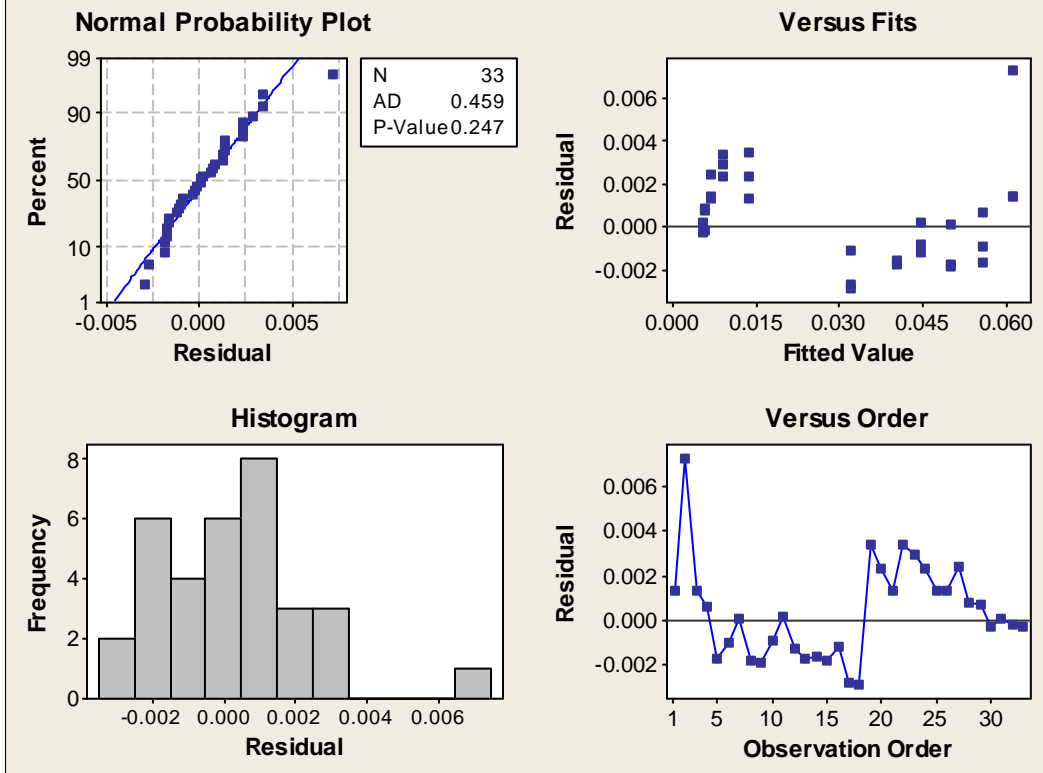 Normal Probability Plot
99
90
50
10
1
Percent
-0.005 0.000 0.005
Residual
N 33
AD 0.459
P-Value 0.247
Versus Fits
0.006
0.004
0.002
0.000
-0.002
Residual
0.000 0.015 0.030 0.045 0.060
Fitted Value
Histogram
8
6
4
2
0
Frequency
-0.002 0.000 0.002 0.004 0.006
Residual
Versus Order
0.006
0.004
0.002
0.000
-0.002
Residual
1 5 10 15 20 25 30
Observation Order